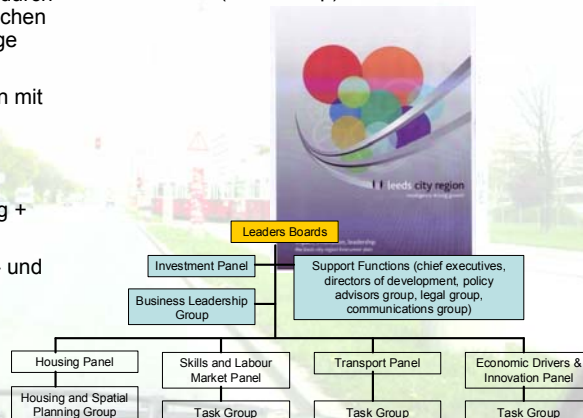 chen
ge
n mit
g +
und
leeds city region
Leaders Boards
Investment Panel
Support Functions (chief executives,
directors of development, policy
advisors group, legal group,
communications group)
Business Leadership
Group
Housing Panel
Skills and Labour
Market Panel
Transport Panel
Economic Drivers &
Innovation Panel
Housing and Spatial
Planning Group
Task Group
Task Group
Task Group